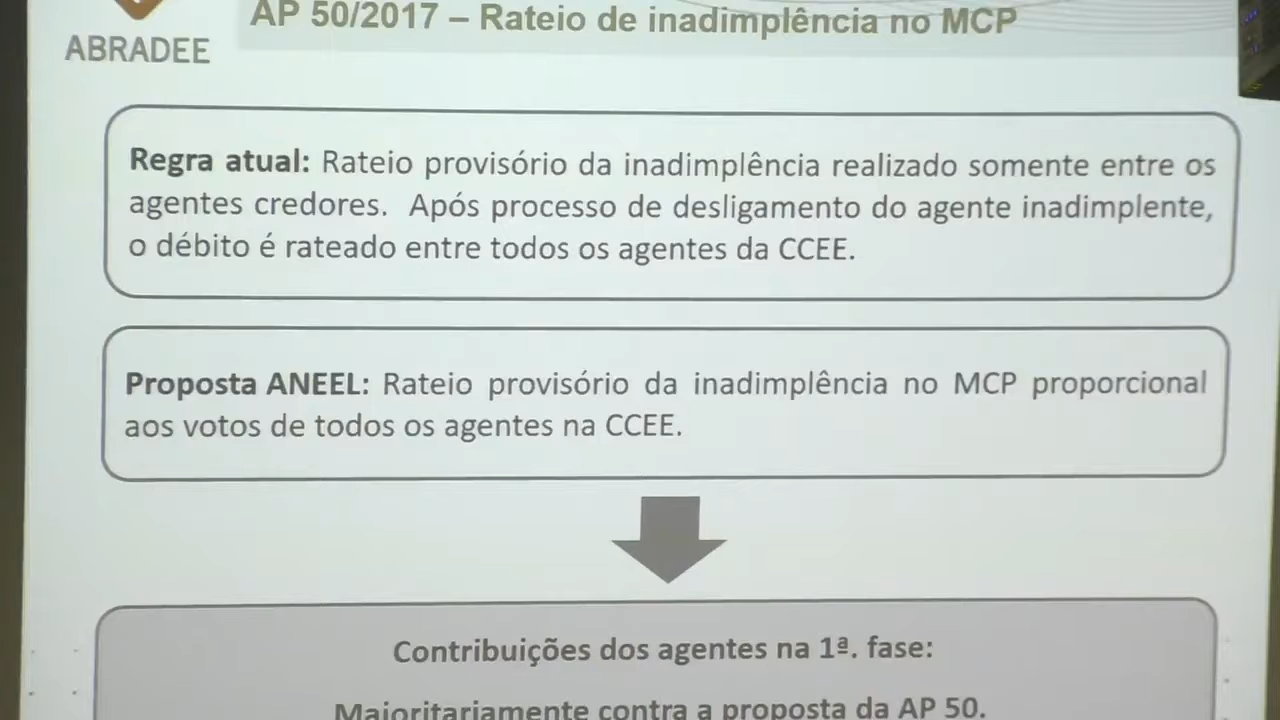 AP 50/2017 – Rateio de inadimplência no MCP
ABRADEE
Regra atual: Rateio provisório da inadimplência realizado somente entre os
agentes credores. Após processo de desligamento do agente inadimplente,
o débito é rateado entre todos os agentes da CCEE.
Proposta ANEEL: Rateio provisório da inadimplência no MCP proporcional
aos votos de todos os agentes na CCEE.
Contribuições dos agentes na 1ª. fase:
Majoritariamente contra a proposta da AP 50.